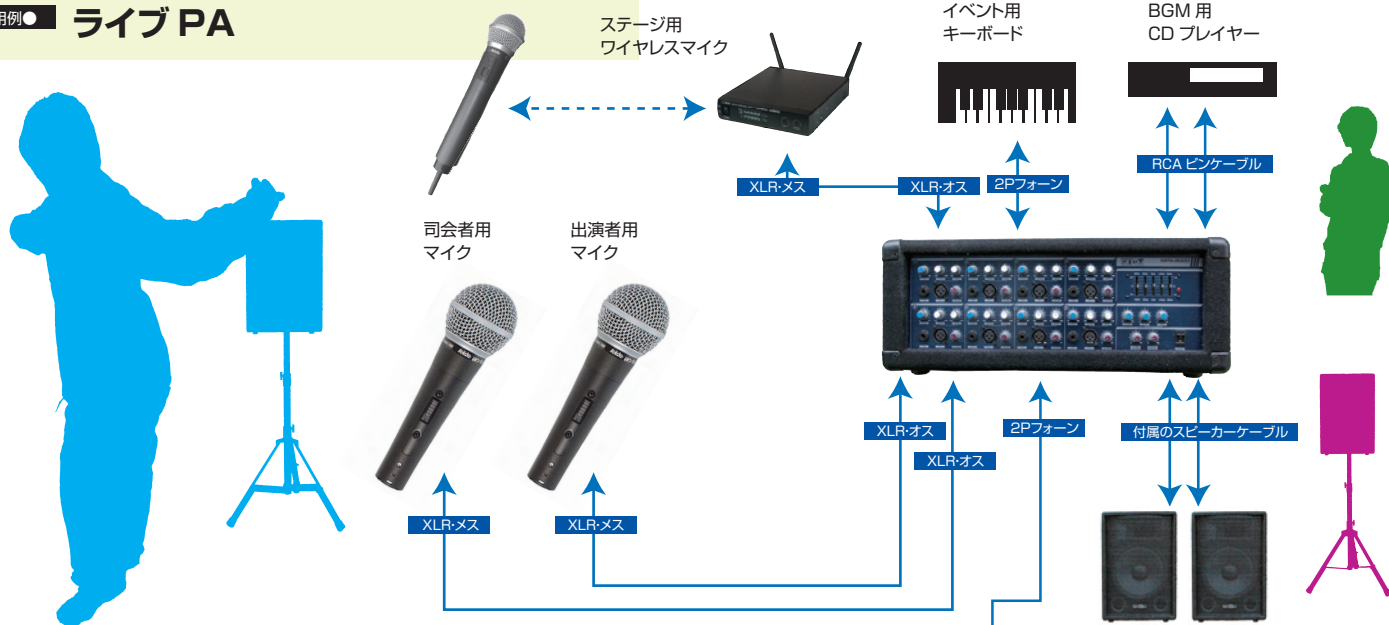 用例●
ライブ PA
ステージ用
ワイヤレスマイク
イベント用
キーボード
BGM 用
CD プレイヤー
XLR・メス
XLR・オス
2Pフォーン
RCA ピンケーブル
司会者用
マイク
出演者用
マイク
XLR・オス
2Pフォーン
付属のスピーカーケーブル
XLR・オス
XLR・メス
XLR・メス